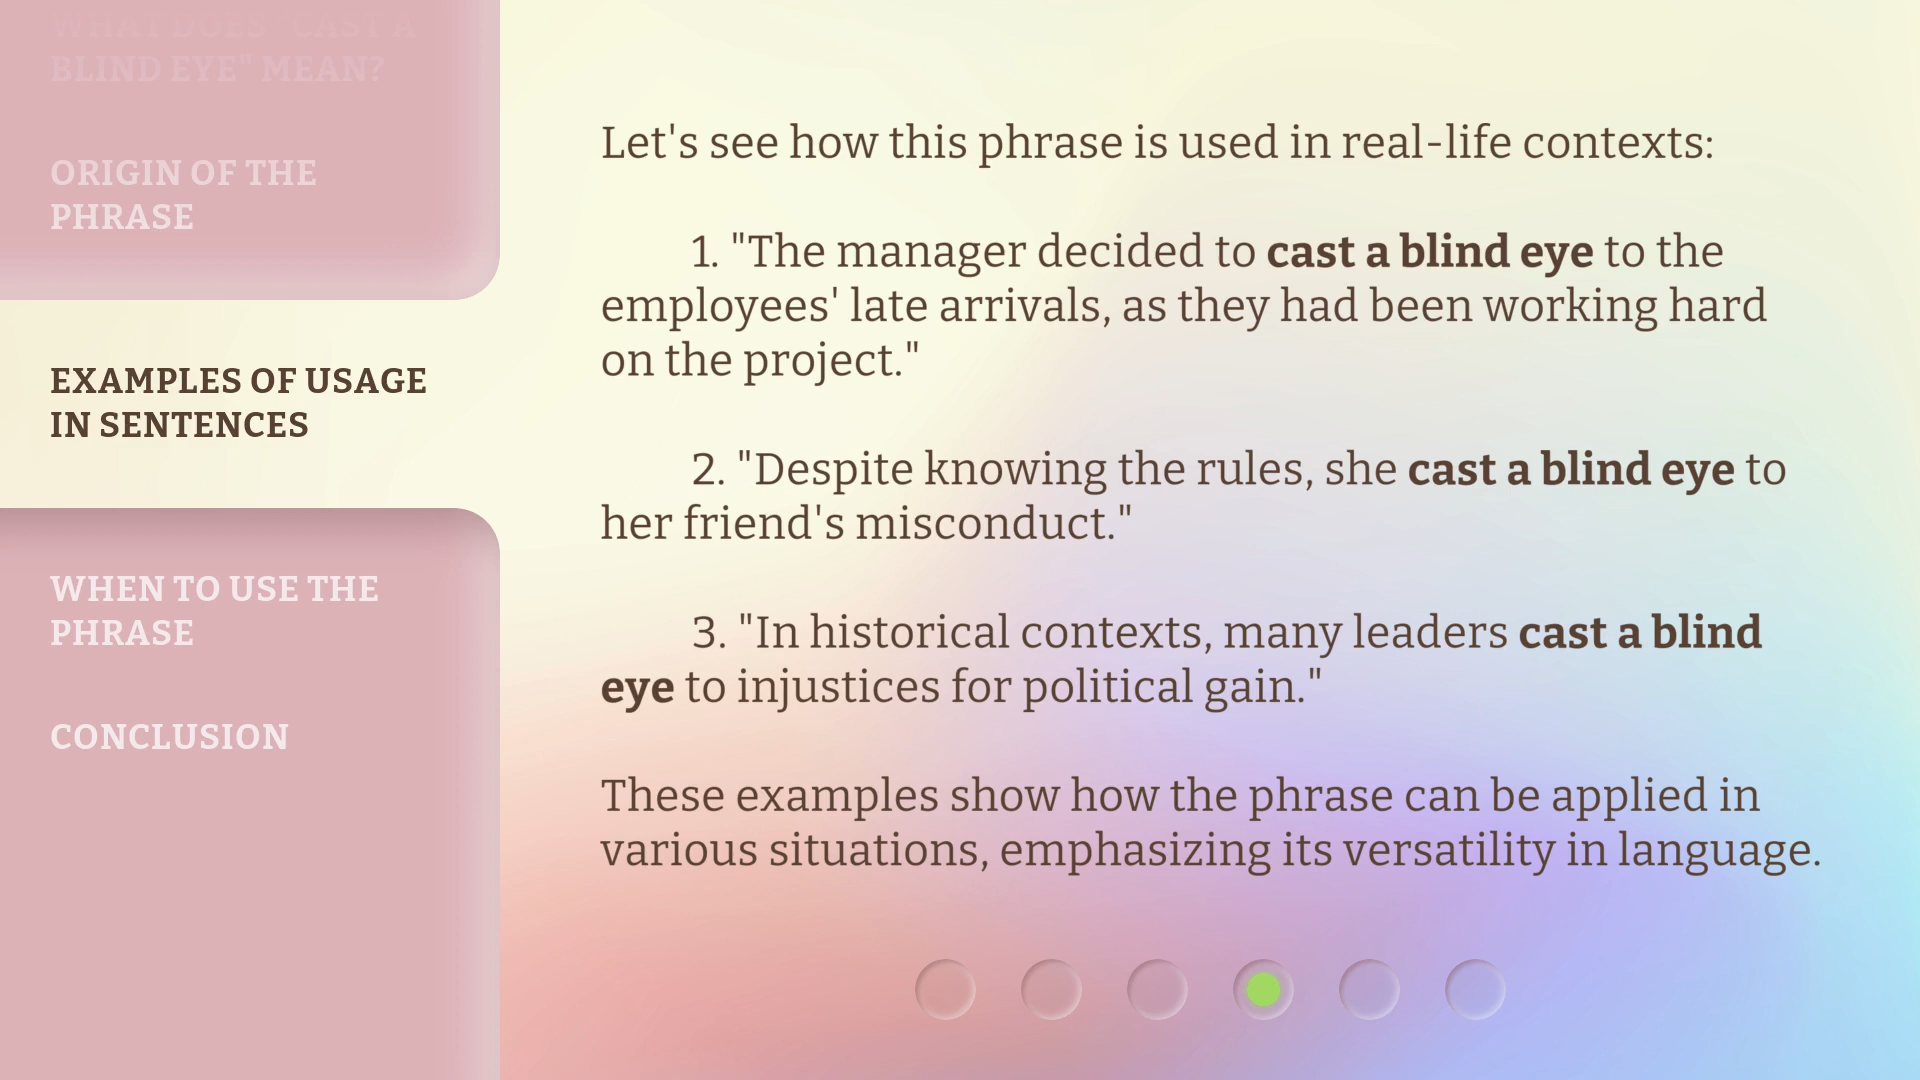 WHAT DOES "CAST A
BLIND EYE" MEAN?
ORIGIN OF THE
PHRASE
EXAMPLES OF USAGE
IN SENTENCES
WHEN TO USE THE
PHRASE
CONCLUSION
Let's see how this phrase is used in real-life contexts:
1. "The manager decided to cast a blind eye to the
employees' late arrivals, as they had been working hard
on the project."
2. "Despite knowing the rules, she cast a blind eye to
her friend's misconduct."
3. "In historical contexts, many leaders cast a blind
eye to injustices for political gain."
These examples show how the phrase can be applied in
various situations, emphasizing its versatility in language.